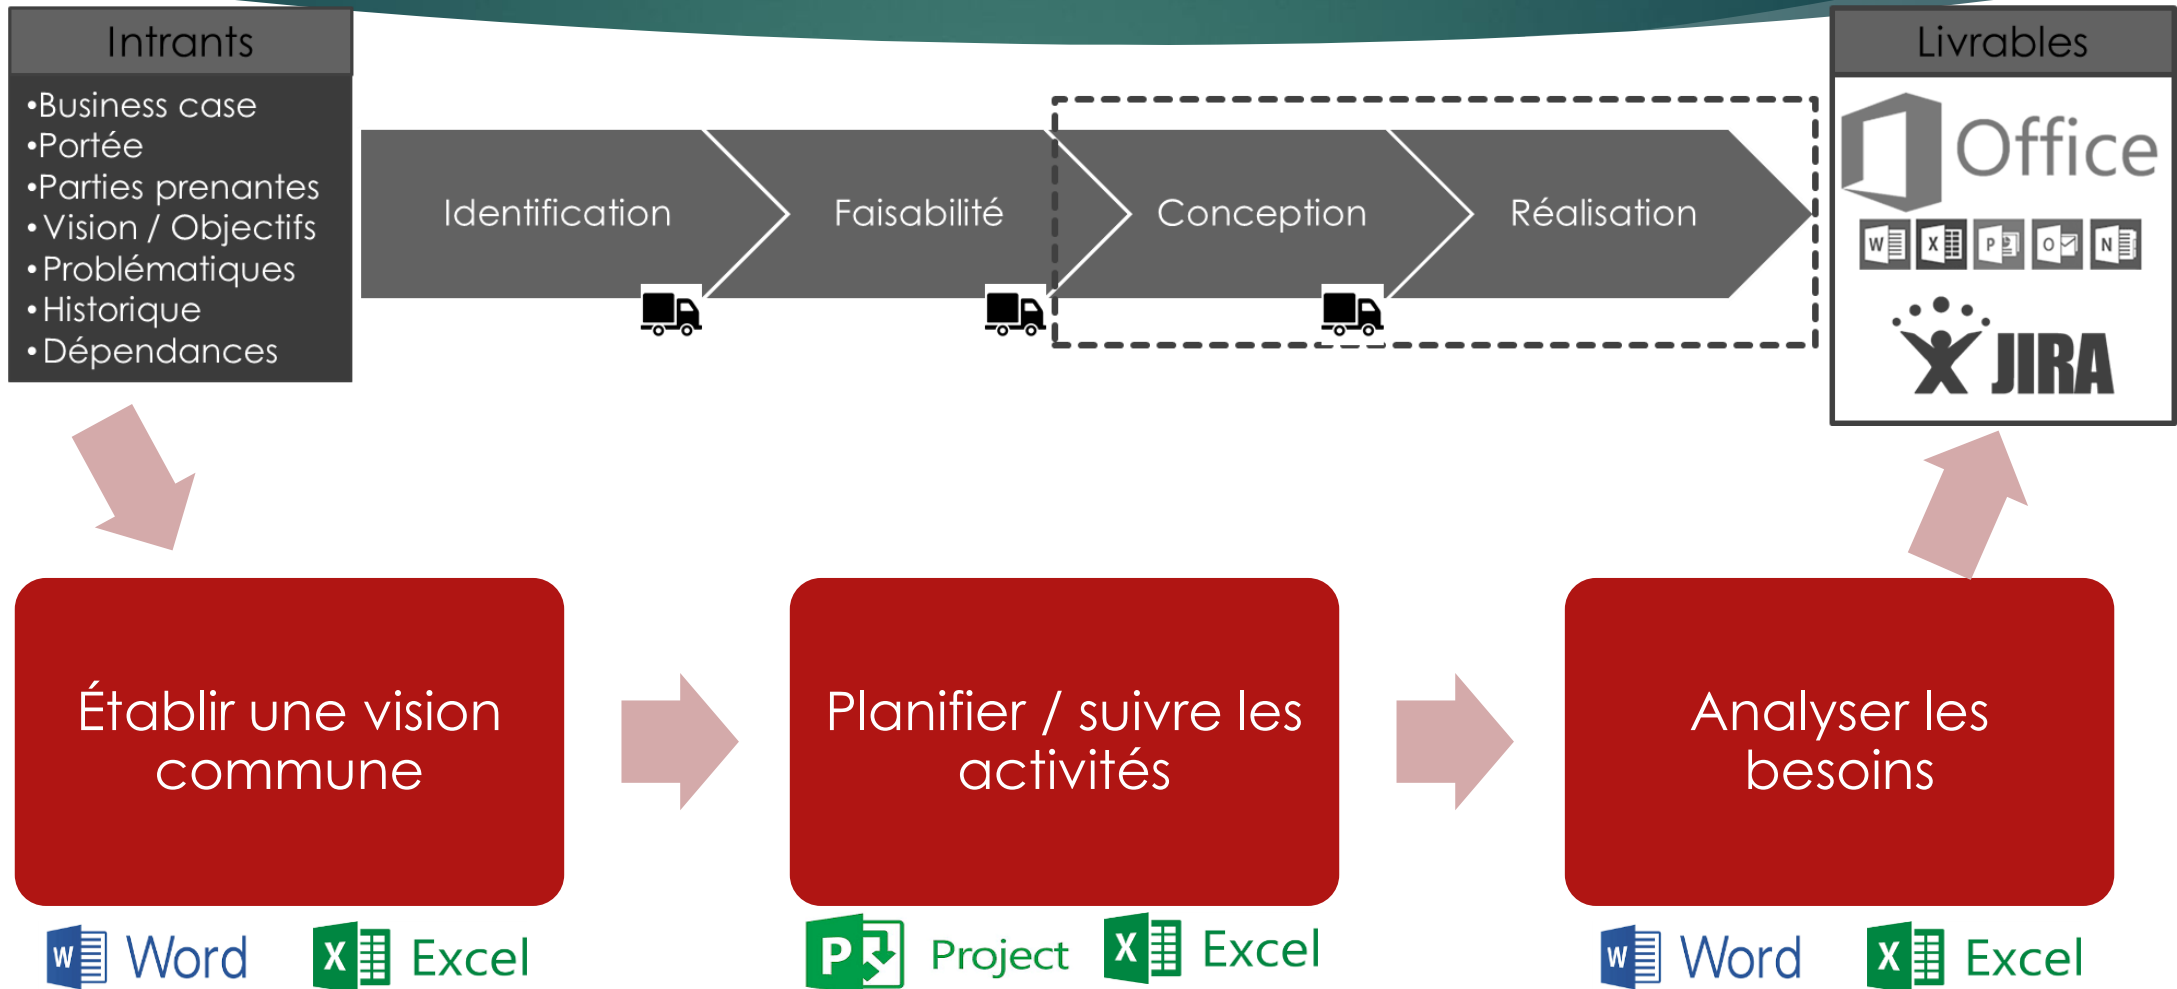 Intrants
•Business case
•Portée
•Parties prenantes
•Vision / Objectifs
•Problématiques
•Historique
•Dépendances
Identification
Faisabilité
Conception
Réalisation
Livrables
Office
W X P O N
JIRA
Établir une vision
commune
Planifier / suivre les
activités
Analyser les
besoins
W Word
X Excel
P Project
X Excel
W Word
X Excel